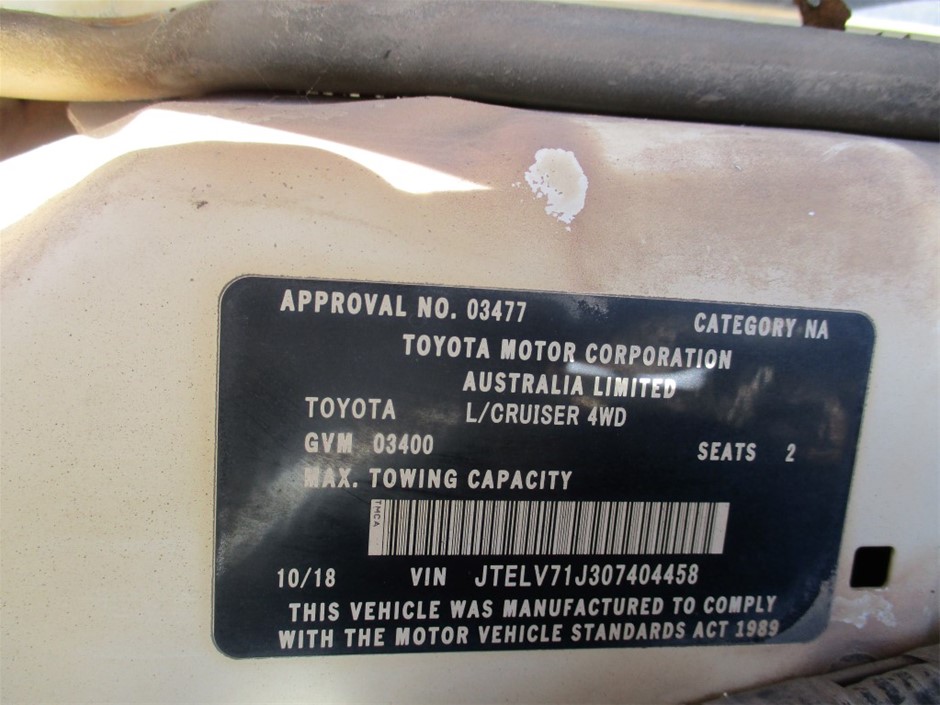 APPROVAL NO. 03477 CATEGORY NA
TOYOTA MOTOR CORPORATION
AUSTRALIA LIMITED
TOYOTA L/CRUISER 4WD
GVM 03400 SEATS 2
MAX. TOWING CAPACITY
TMCA
10/18 VIN JTELV71J307404458
THIS VEHICLE WAS MANUFACTURED TO COMPLY
WITH THE MOTOR VEHICLE STANDARDS ACT 1989